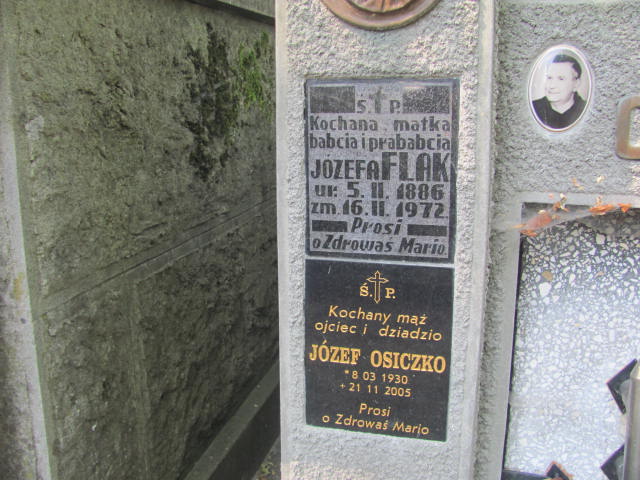 Ś. P.
Kochana matka
babcia i prababcia
JÓZEFA FLAK
ur. 5. II. 1886
zm. 16. II. 1972.
Prosi
o Zdrowaś Mario
Ś. P.
Kochany mąż
ojciec i dziadzio
JÓZEF OSICZKO
* 8 03 1930
+ 21 11 2005
Prosi
o Zdrowaś Mario